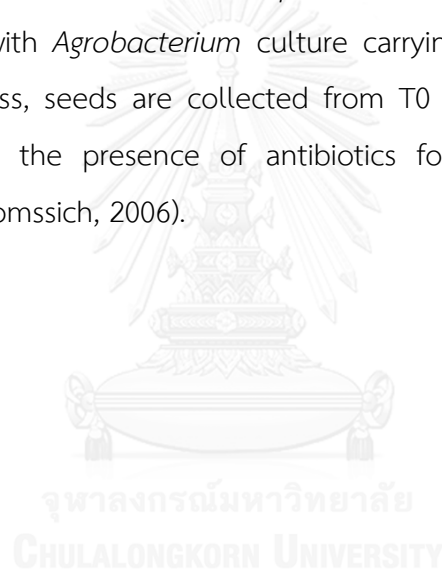 with Agrobacterium culture carryin
ss, seeds are collected from T0
the presence of antibiotics fo
omssich, 2006).
จุฬาลงกรณ์มหาวิทยาลัย
CHULALONGKORN UNIVERSITY